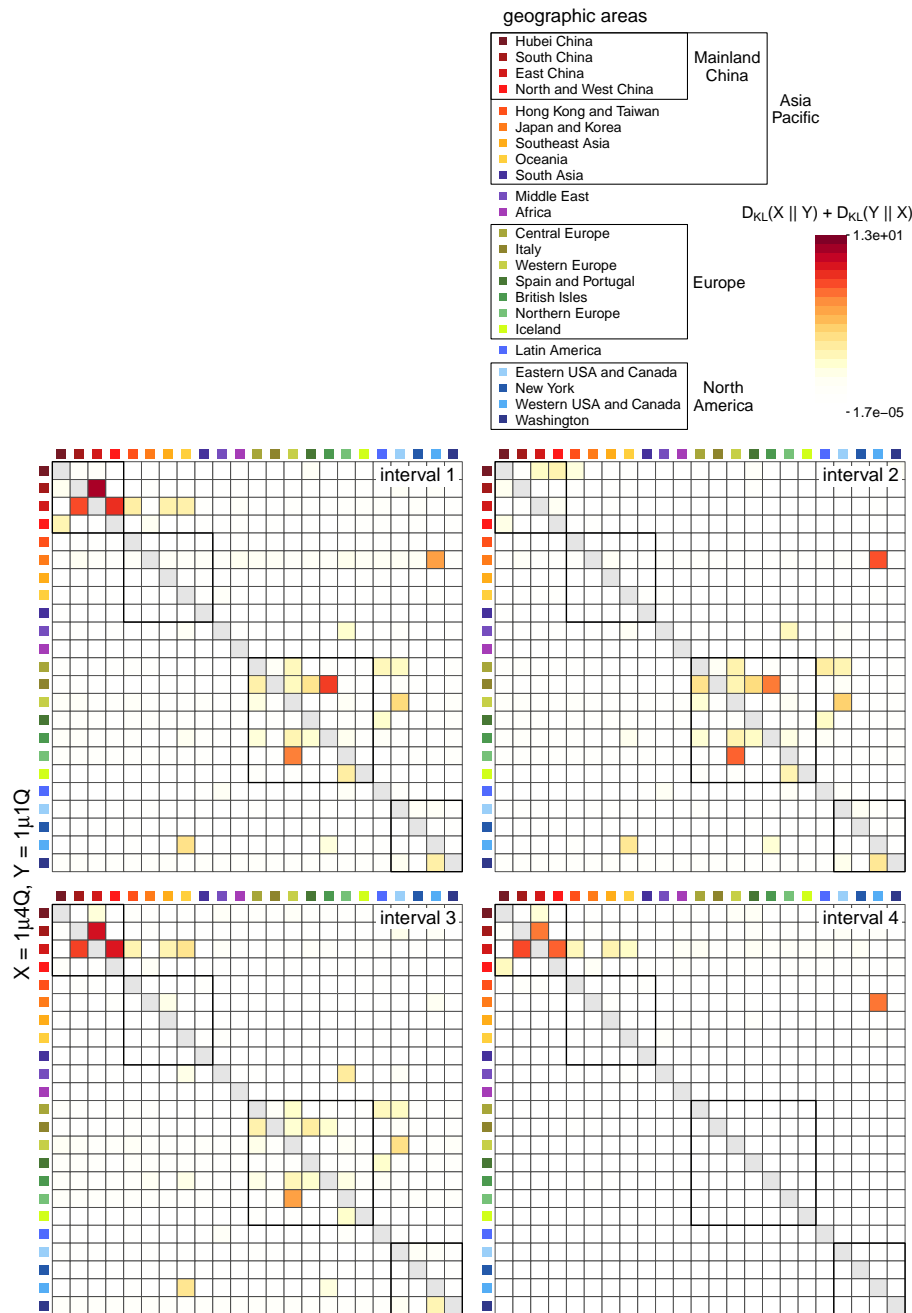 geographic areas
Hubei China
South China
East China
North and West China
Mainland
China
Hong Kong and Taiwan
Japan and Korea
Southeast Asia
Oceania
South Asia
Asia
Pacific
Middle East
Africa
Central Europe
Italy
Western Europe
Spain and Portugal
British Isles
Northern Europe
Iceland
Europe
Latin America
Eastern USA and Canada
New York
Western USA and Canada
Washington
North
America
D_KL(X || Y) + D_KL(Y || X)
1.3e+01
1.7e−05
X = 1μ4Q, Y = 1μ1Q
interval 1
interval 2
interval 3
interval 4